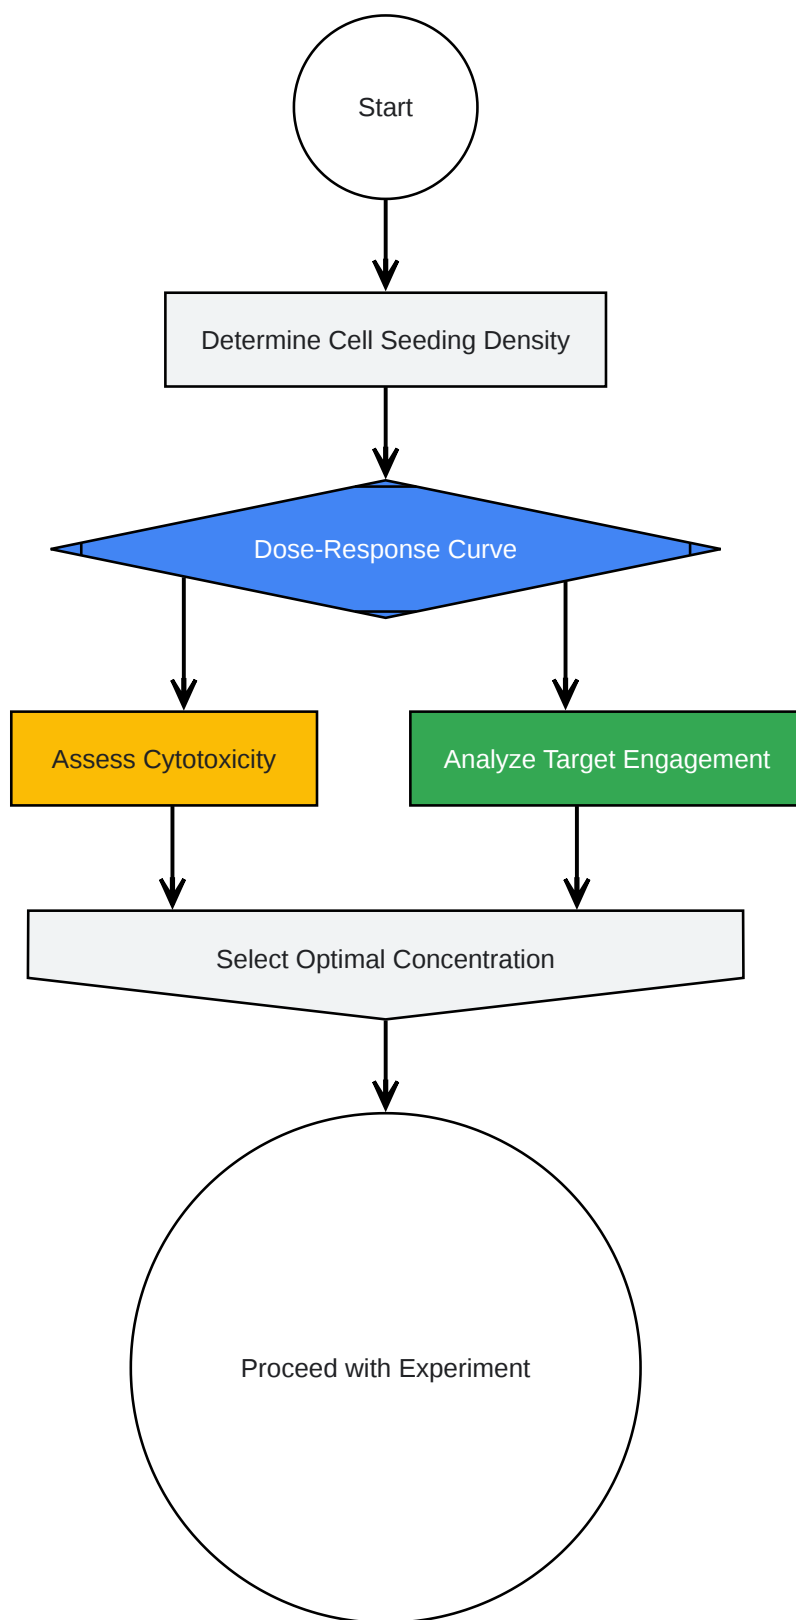 Start
Determine Cell Seeding Density
Dose-Response Curve
Assess Cytotoxicity
Analyze Target Engagement
Select Optimal Concentration
Proceed with Experiment